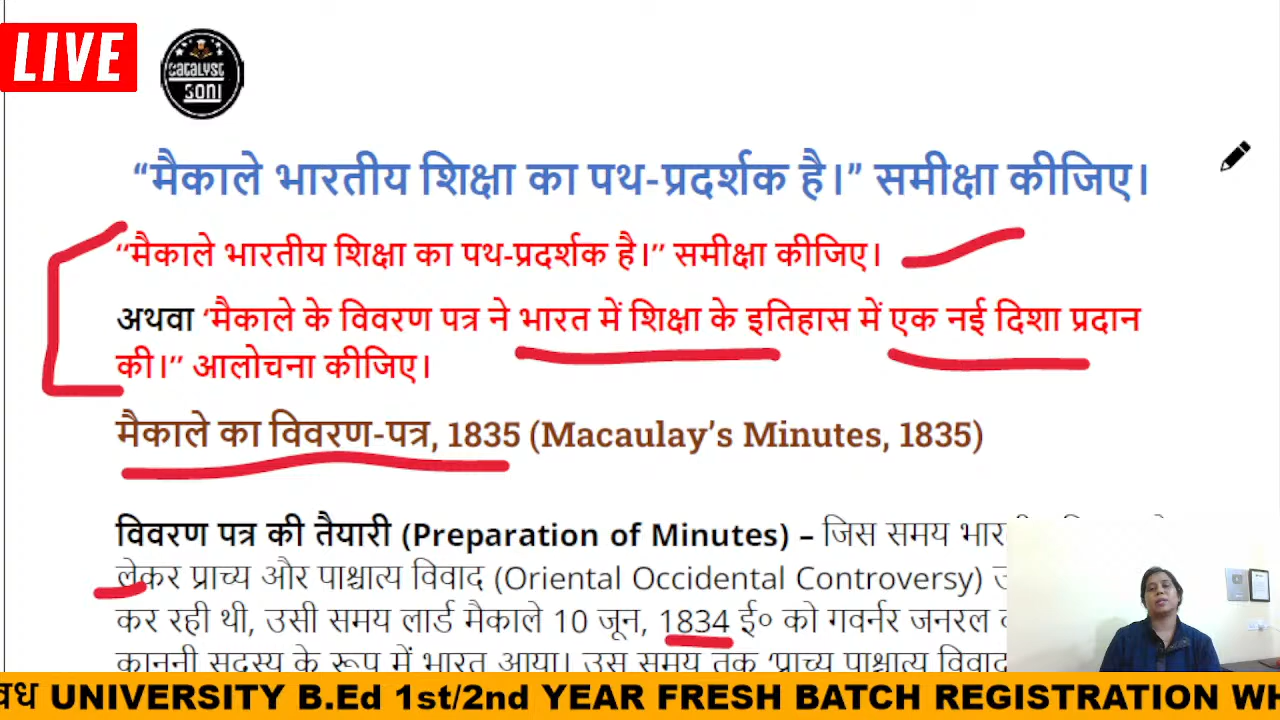 LIVE
CATALYST
SONI
“मैकाले भारतीय शिक्षा का पथ-प्रदर्शक है।” समीक्षा कीजिए।
“मैकाले भारतीय शिक्षा का पथ-प्रदर्शक है।” समीक्षा कीजिए।
अथवा ‘मैकाले के विवरण पत्र ने भारत में शिक्षा के इतिहास में एक नई दिशा प्रदान
की।” आलोचना कीजिए।
मैकाले का विवरण-पत्र, 1835 (Macaulay’s Minutes, 1835)
विवरण पत्र की तैयारी (Preparation of Minutes) – जिस समय
लेकर प्राच्य और पाश्चात्य विवाद (Oriental Occidental Controversy)
कर रही थी, उसी समय लार्ड मैकाले 10 जून, 1834 ई० को गवर्नर जनरल
कानूनी सदस्य के रूप में भारत आया। उस समय तक ‘प्राच्य पाश्चात्य विवाद
UNIVERSITY B.Ed 1st/2nd YEAR FRESH BATCH REGISTRATION